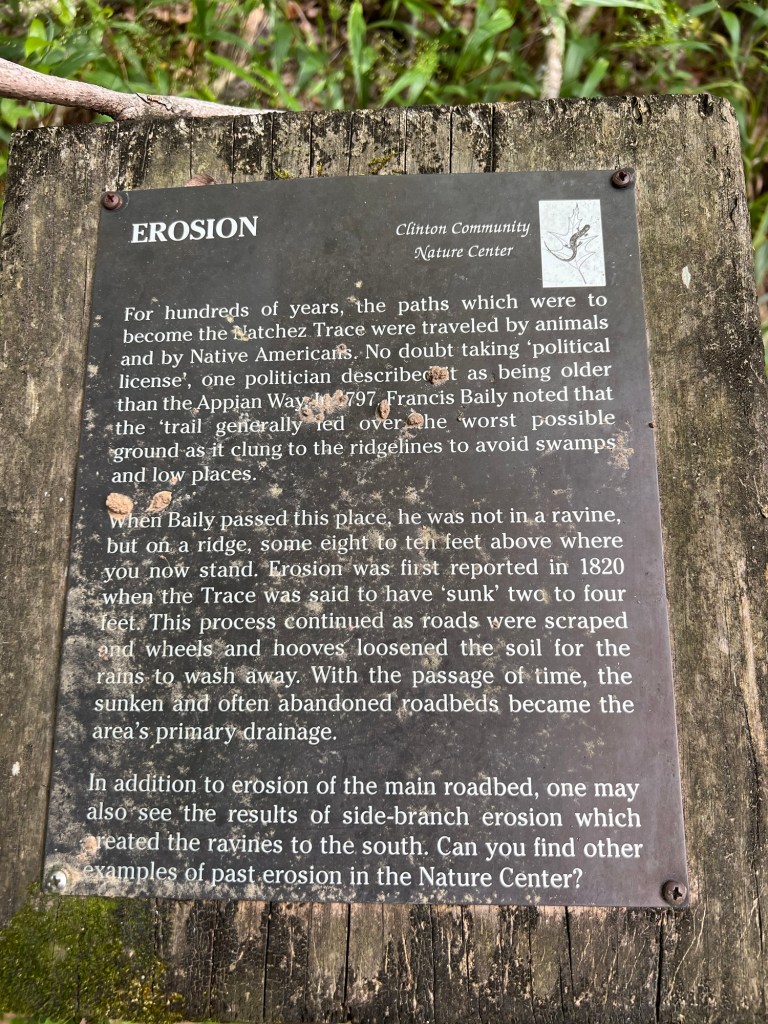 EROSION
Clinton Community
Nature Center
For hundreds of years, the paths which were to
become the Natchez Trace were traveled by animals
and by Native Americans. No doubt taking ‘political
license’, one politician described it as being older
than the Appian Way. In 1797, Francis Baily noted that
the ‘trail generally led over the worst possible
ground as it clung to the ridgelines to avoid swamps
and low places.
When Baily passed this place, he was not in a ravine,
but on a ridge, some eight to ten feet above where
you now stand. Erosion was first reported in 1820
when the Trace was said to have ‘sunk’ two to four
feet. This process continued as roads were scraped
and wheels and hooves loosened the soil for the
rains to wash away. With the passage of time, the
sunken and often abandoned roadbeds became the
area’s primary drainage.
In addition to erosion of the main roadbed, one may
also see the results of side-branch erosion which
created the ravines to the south. Can you find other
examples of past erosion in the Nature Center?